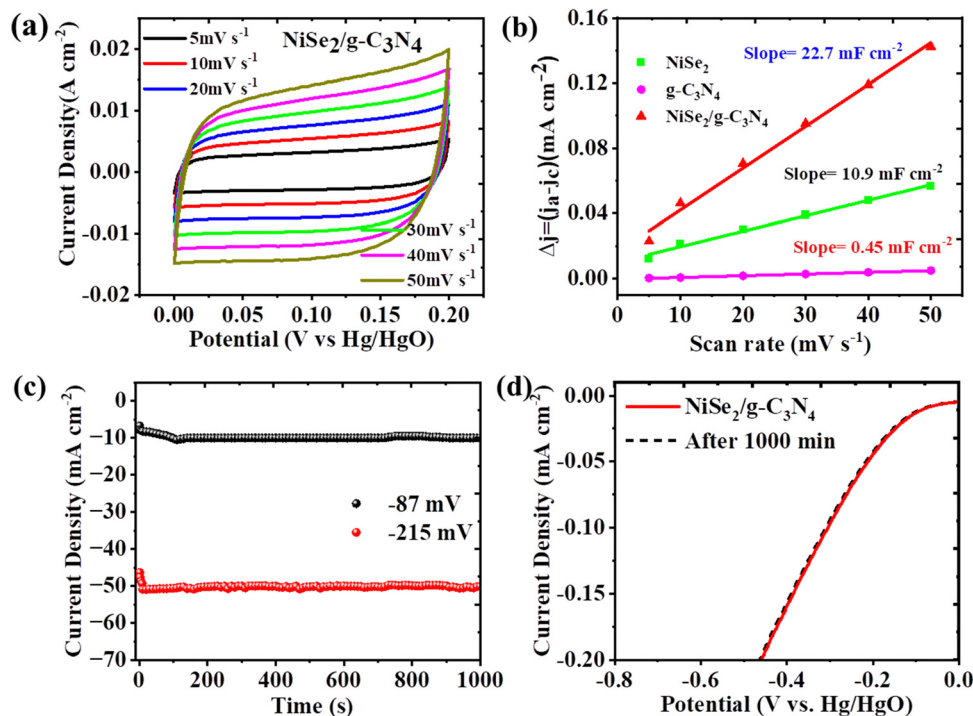 (a)
NiSe₂/g-C₃N₄
5mV s⁻¹
10mV s⁻¹
20mV s⁻¹
30mV s⁻¹
40mV s⁻¹
50mV s⁻¹
0.02
0.01
0.00
-0.01
-0.02
Current Density(A cm⁻²)
0.00 0.05 0.10 0.15 0.20
Potential (V vs Hg/HgO)
(b)
Slope= 22.7 mF cm⁻²
NiSe₂
g-C₃N₄
NiSe₂/g-C₃N₄
Slope= 10.9 mF cm⁻²
Slope= 0.45 mF cm⁻²
0.16
0.12
0.08
0.04
0.00
Δj=(jₐ-jc)(mA cm⁻²)
10 20 30 40 50
Scan rate (mV s⁻¹)
(c)
0
−10
−20
−30
−40
−50
−60
−70
-87 mV
-215 mV
Current Density (mA cm⁻²)
0 200 400 600 800 1000
Time (s)
(d)
NiSe₂/g-C₃N₄
After 1000 min
0.00
-0.05
-0.10
-0.15
-0.20
Current Density (mA cm⁻²)
-0.8 -0.6 -0.4 -0.2 0.0
Potential (V vs. Hg/HgO)